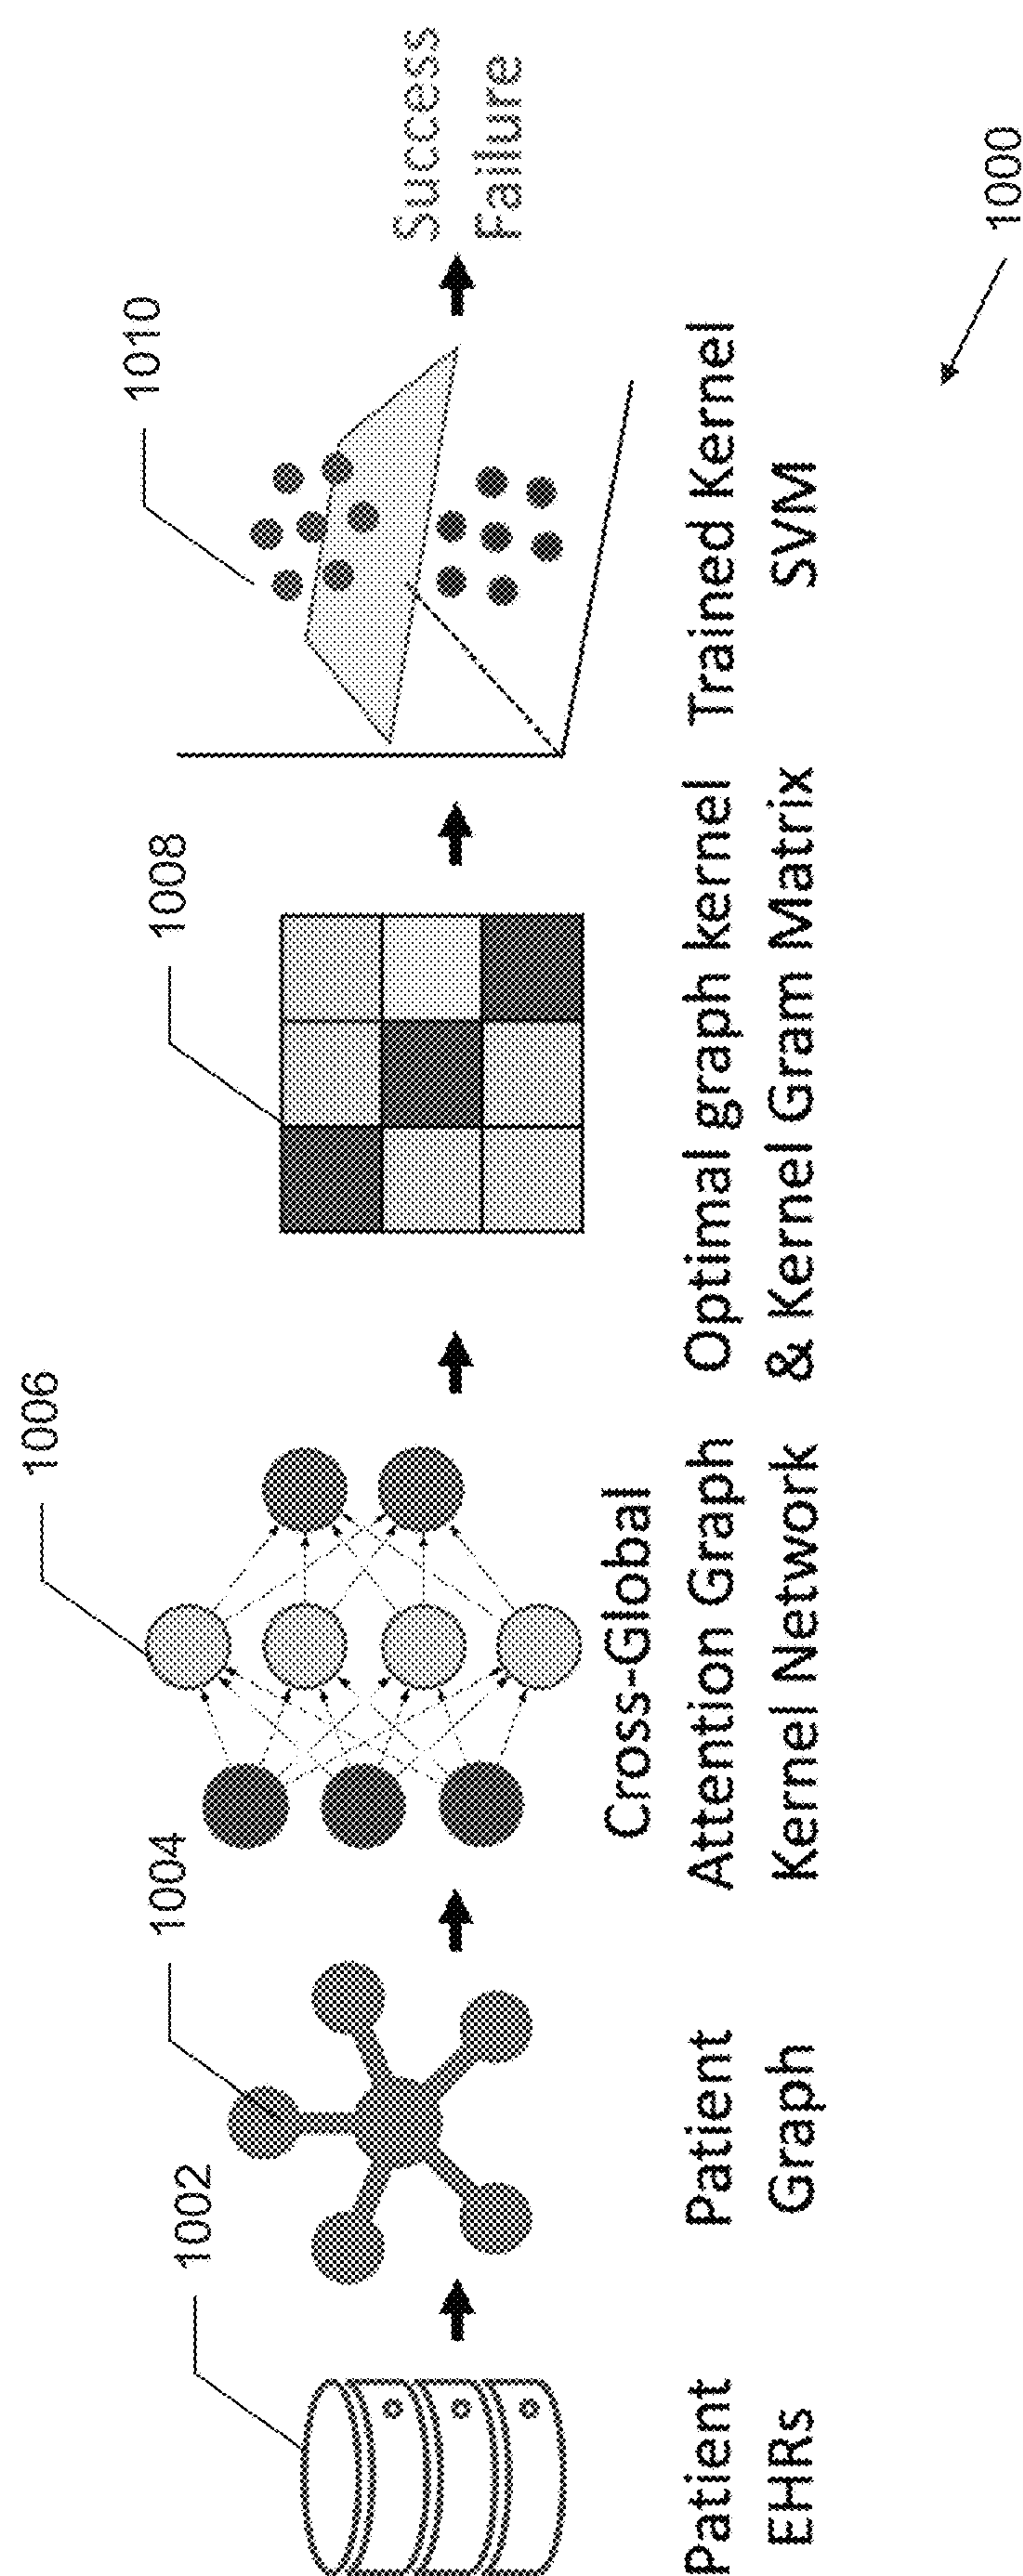 1002
1004
1006
1008
1010
Success
Failure
Patient
EHRs
Patient
Graph
Cross-Global
Attention Graph
Kernel Network
Optimal graph kernel
& Kernel Gram Matrix
Trained Kernel
SVM
1000